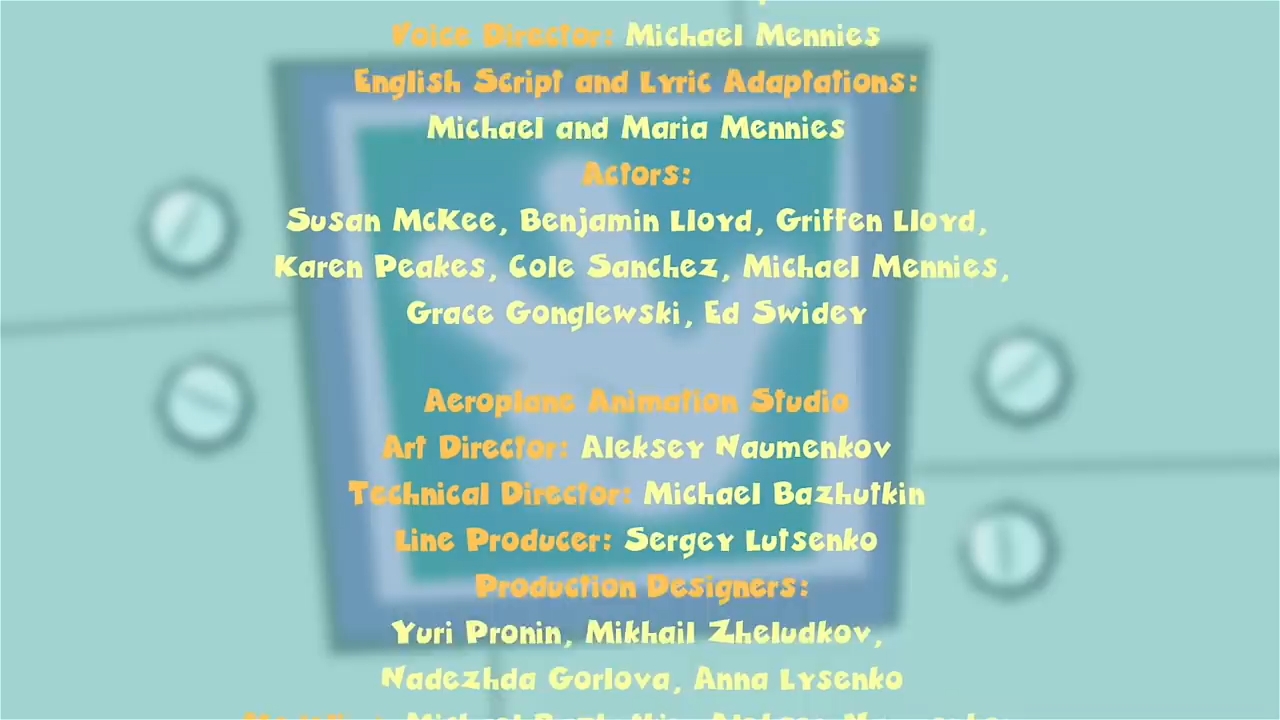 Voice Director: Michael Mennies
English Script and Lyric Adaptations:
Michael and Maria Mennies
Actors:
Susan McKee, Benjamin Lloyd, Griffen Lloyd,
Karen Peakes, Cole Sanchez, Michael Mennies,
Grace Gonglewski, Ed Swidey
Aeroplane Animation Studio
Art Director: Aleksey Naumenkov
Technical Director: Michael Bazhutkin
Line Producer: Sergey Lutsenko
Production Designers:
Yuri Pronin, Mikhail Zheludkov,
Nadezhda Gorlova, Anna Lysenko